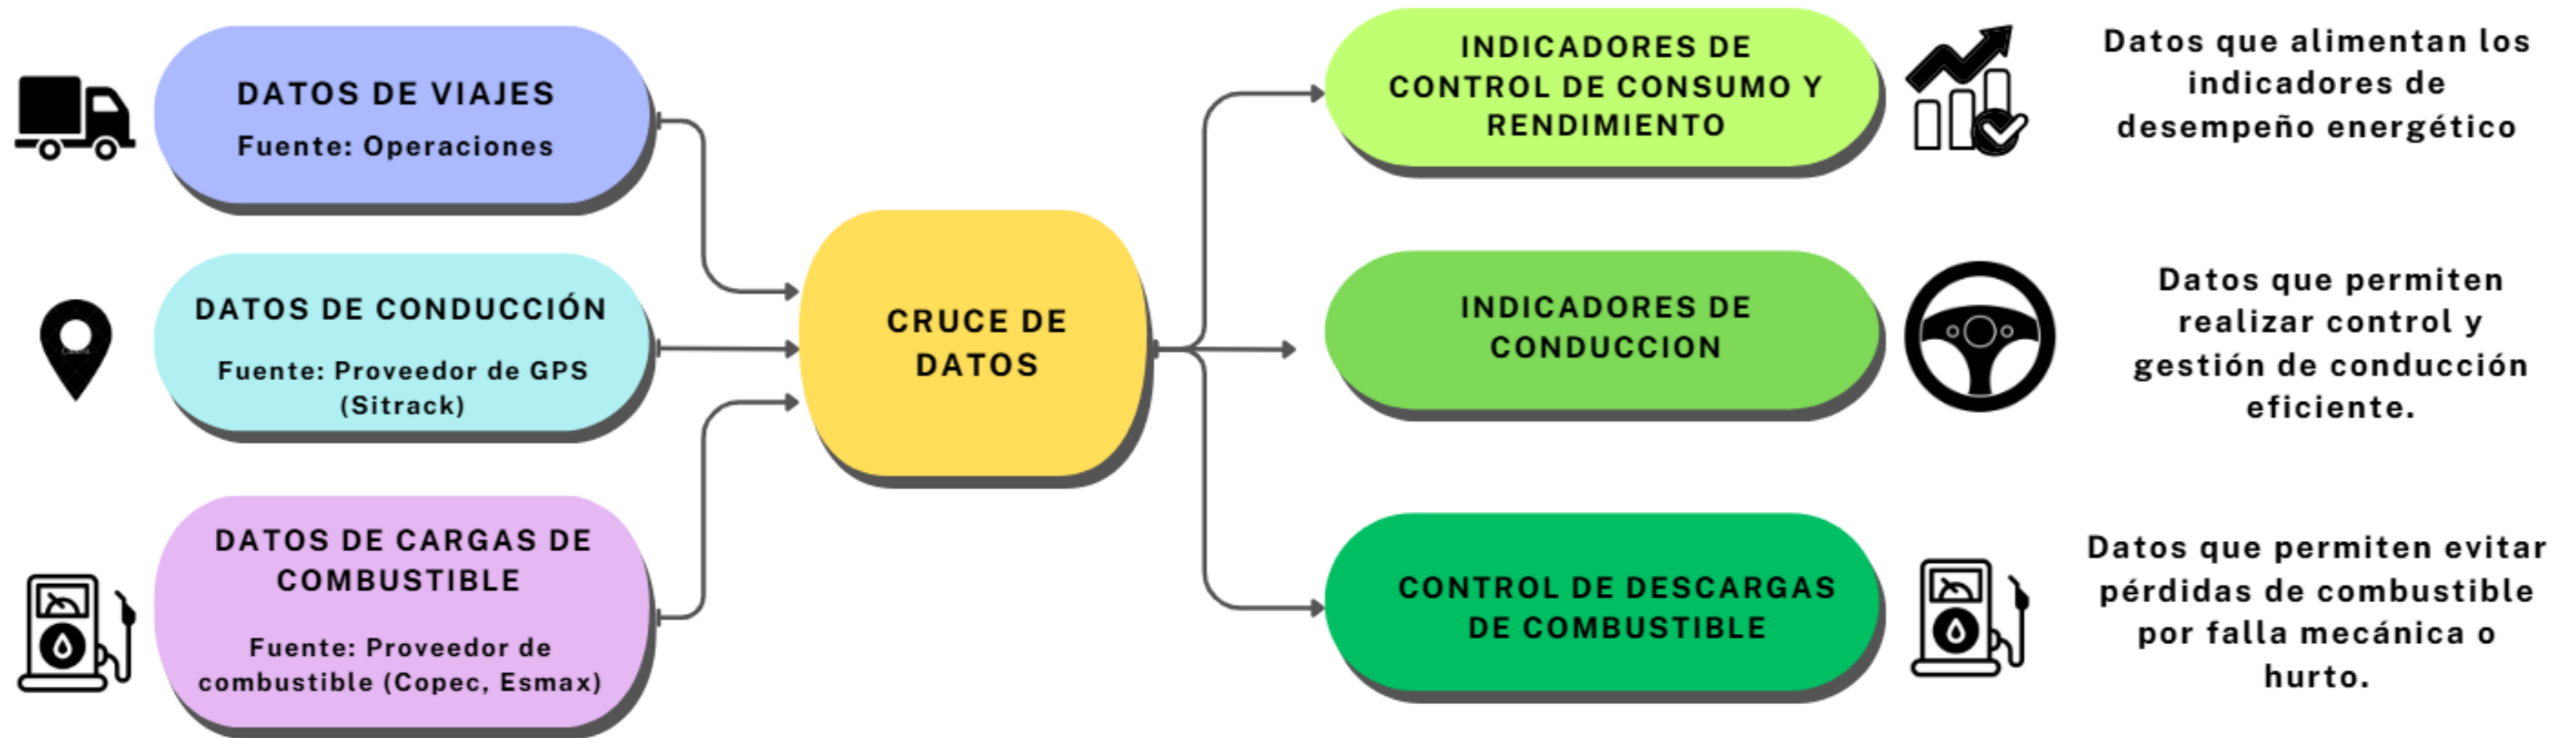 DATOS DE VIAJES
Fuente: Operaciones
DATOS DE CONDUCCIÓN
Fuente: Proveedor de GPS
(Sitrack)
DATOS DE CARGAS DE
COMBUSTIBLE
Fuente: Proveedor de
combustible (Copec, Esmax)
CRUCE DE
DATOS
INDICADORES DE
CONTROL DE CONSUMO Y
RENDIMIENTO
Datos que alimentan los
indicadores de
desempeño energético
INDICADORES DE
CONDUCCION
Datos que permiten
realizar control y
gestión de conducción
eficiente.
CONTROL DE DESCARGAS
DE COMBUSTIBLE
Datos que permiten evitar
pérdidas de combustible
por falla mecánica o
hurto.